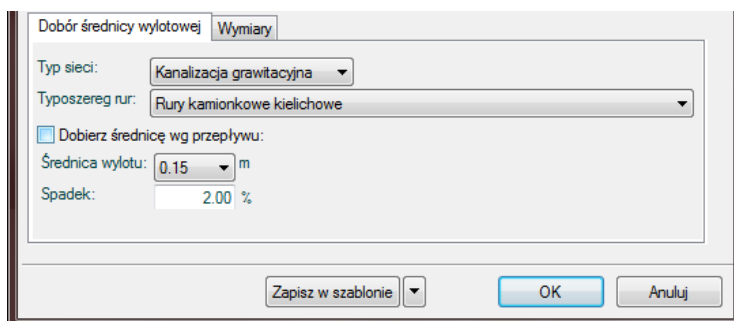 Dobór średnicy wylotowej Wymiary
Typ sieci: Kanalizacja grawitacyjna
Typoszereg rur: Rury kamionkowe kielichowe
Dobierz średnicę wg przepływu:
Średnica wylotu: 0.15 m
Spadek: 2.00 %
Zapisz w szablonie OK Anuluj